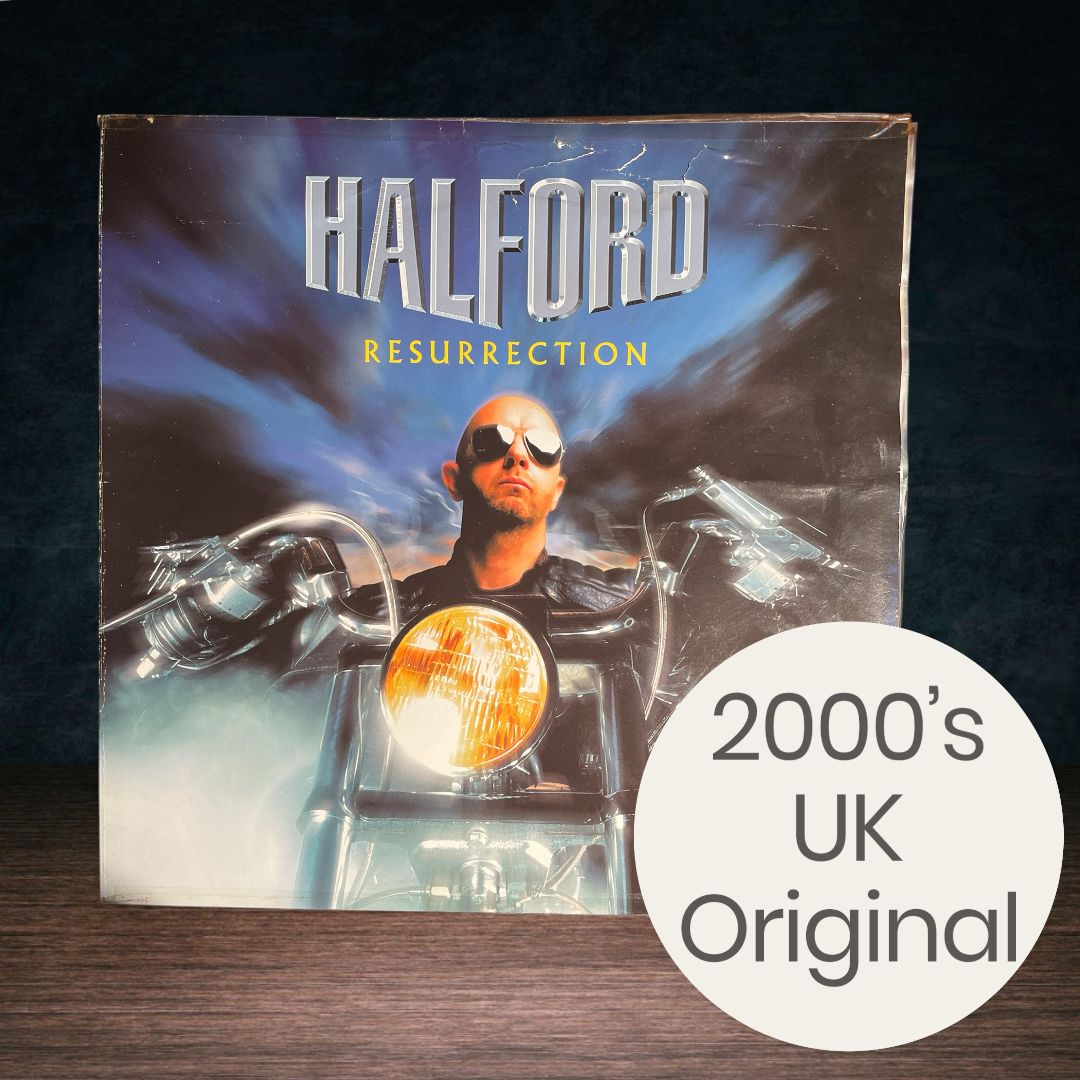 HALFORD
RESURRECTION
2000's
UK
Original